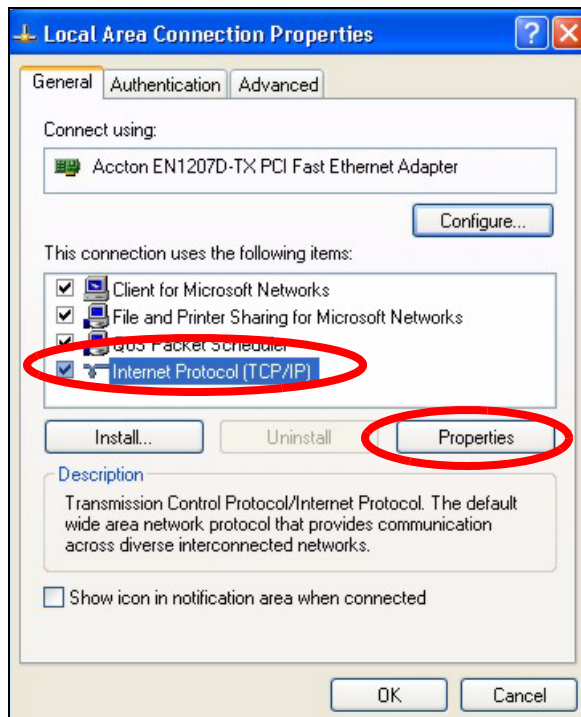 Local Area Connection Properties
General Authentication Advanced
Connect using:
Accton EN1207D-TX PCI Fast Ethernet Adapter
Configure...
This connection uses the following items:
Client for Microsoft Networks
File and Printer Sharing for Microsoft Networks
QoS Packet Scheduler
Internet Protocol (TCP/IP)
Install... Uninstall Properties
Description
Transmission Control Protocol/Internet Protocol. The default
wide area network protocol that provides communication
across diverse interconnected networks.
Show icon in notification area when connected
OK Cancel